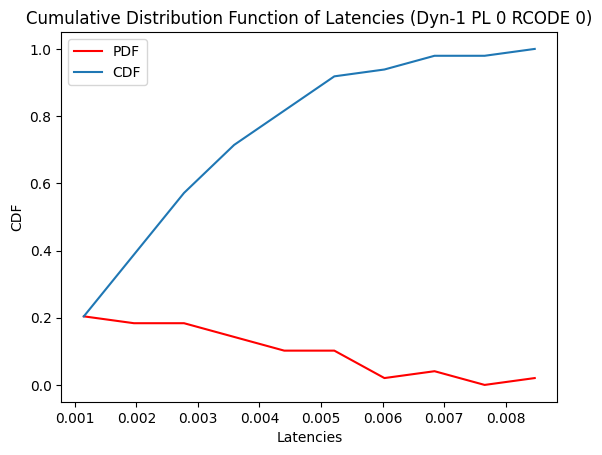 Cumulative Distribution Function of Latencies (Dyn-1 PL 0 RCODE 0)
PDF
CDF
1.0
0.8
0.6
0.4
0.2
0.0
CDF
0.001 0.002 0.003 0.004 0.005 0.006 0.007 0.008
Latencies